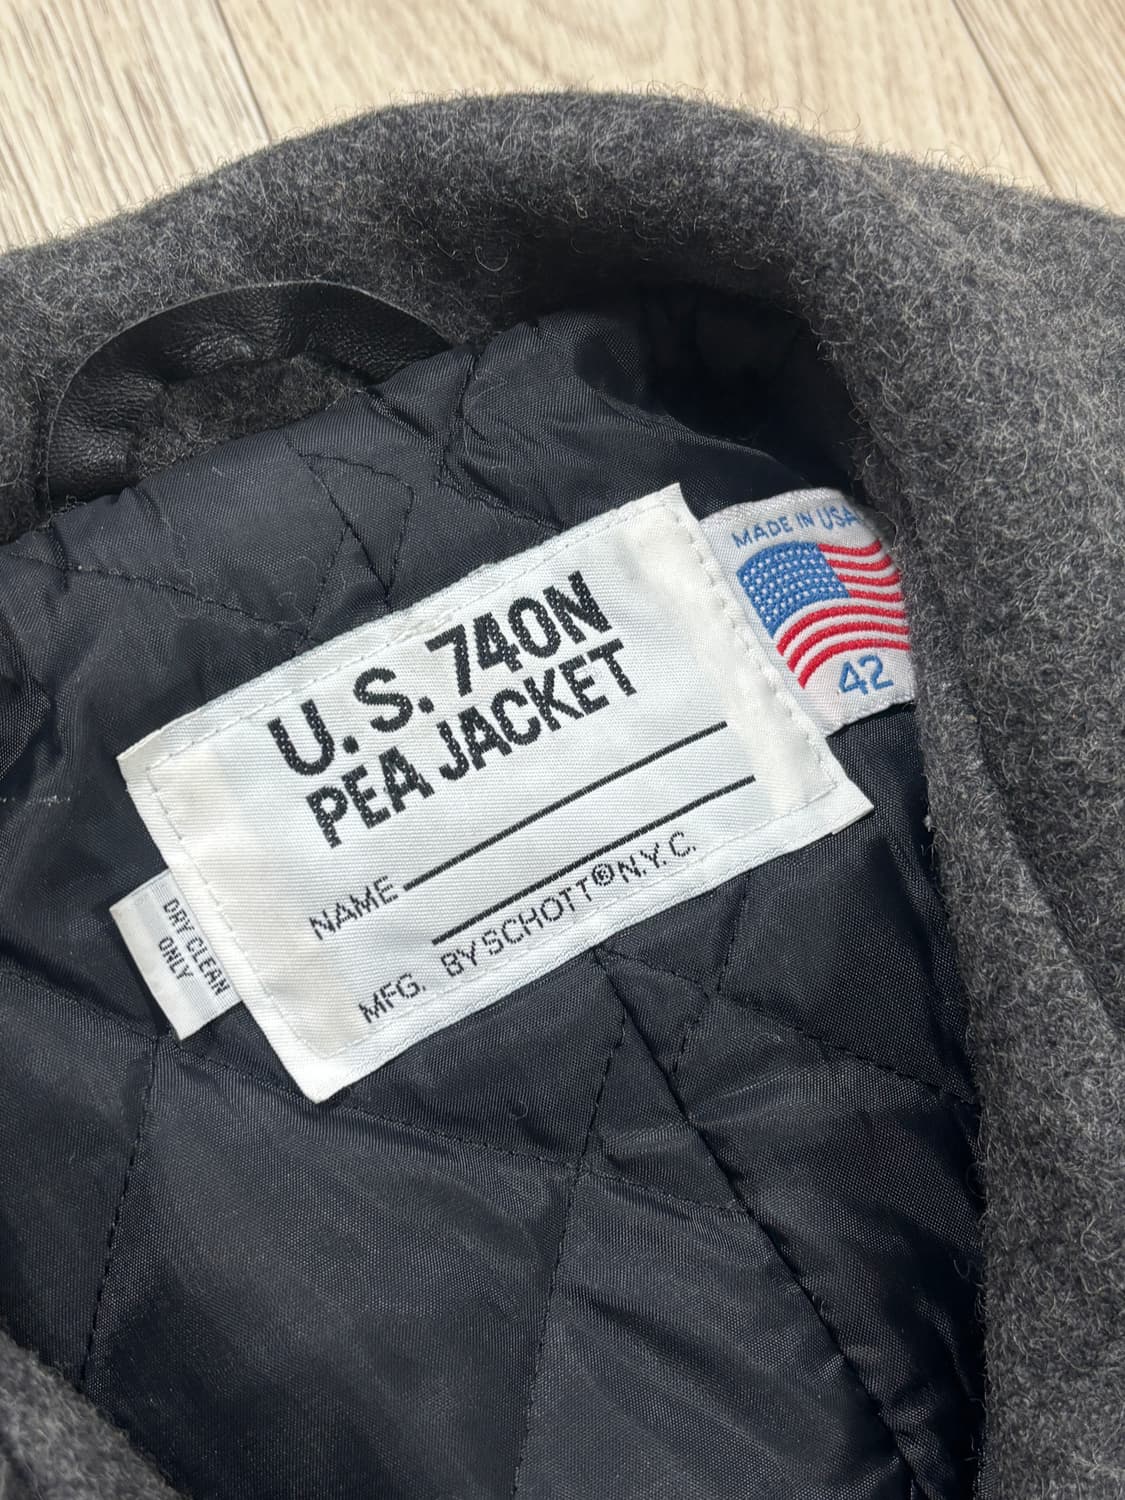 U.S. 740N
PEA JACKET
NAME
MFG. BY SCHOTT® N.Y.C.
MADE IN USA
42
DRY CLEAN
ONLY